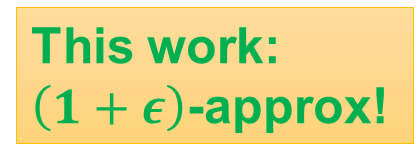 This work:
(1 + ϵ)-approx!